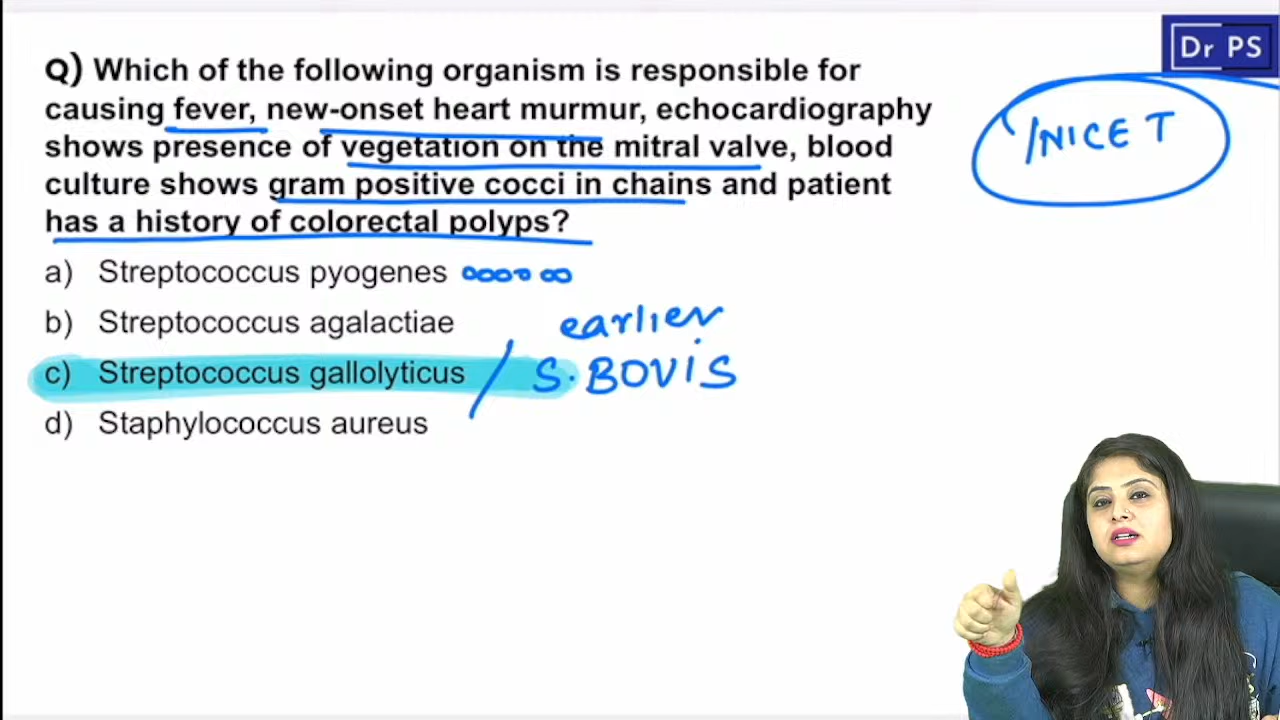 Dr PS
Q) Which of the following organism is responsible for
causing fever, new-onset heart murmur, echocardiography
shows presence of vegetation on the mitral valve, blood
culture shows gram positive cocci in chains and patient
has a history of colorectal polyps?
/NICE T
a) Streptococcus pyogenes
b) Streptococcus agalactiae
earlier
c) Streptococcus gallolyticus / S. BOVIS
d) Staphylococcus aureus